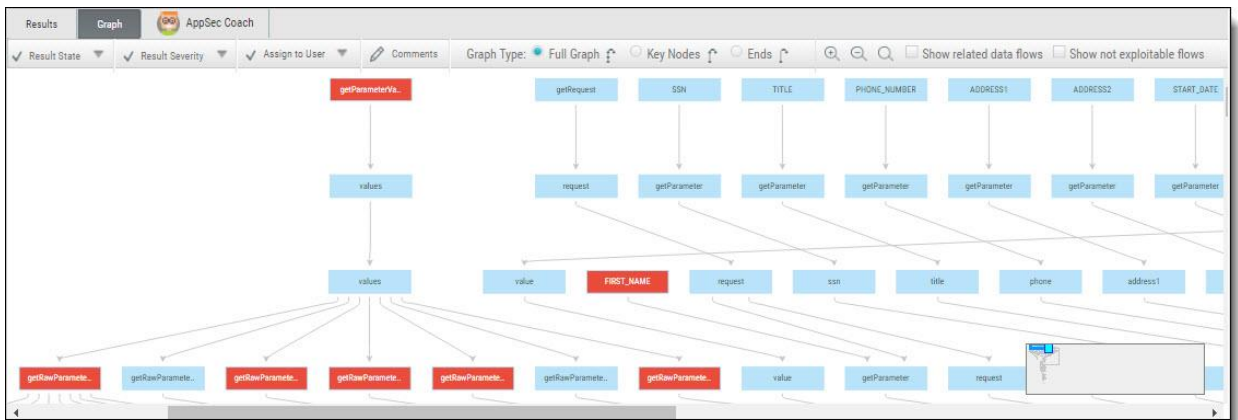 Results Graph AppSec Coach
Result State Result Severity Assign to User Comments Graph Type: Full Graph Key Nodes Ends Show related data flows Show not exploitable flows
getParameterVa.. getRequest SSN TITLE PHONE_NUMBER ADDRESS1 ADDRESS2 START_DATE
values request getParameter getParameter getParameter getParameter getParameter getParameter
values value FIRST_NAME request ssn title phone address1
getRawParamete.. getRawParamete.. getRawParamete.. getRawParamete.. getRawParamete.. getRawParamete.. getRawParamete.. value getParameter request